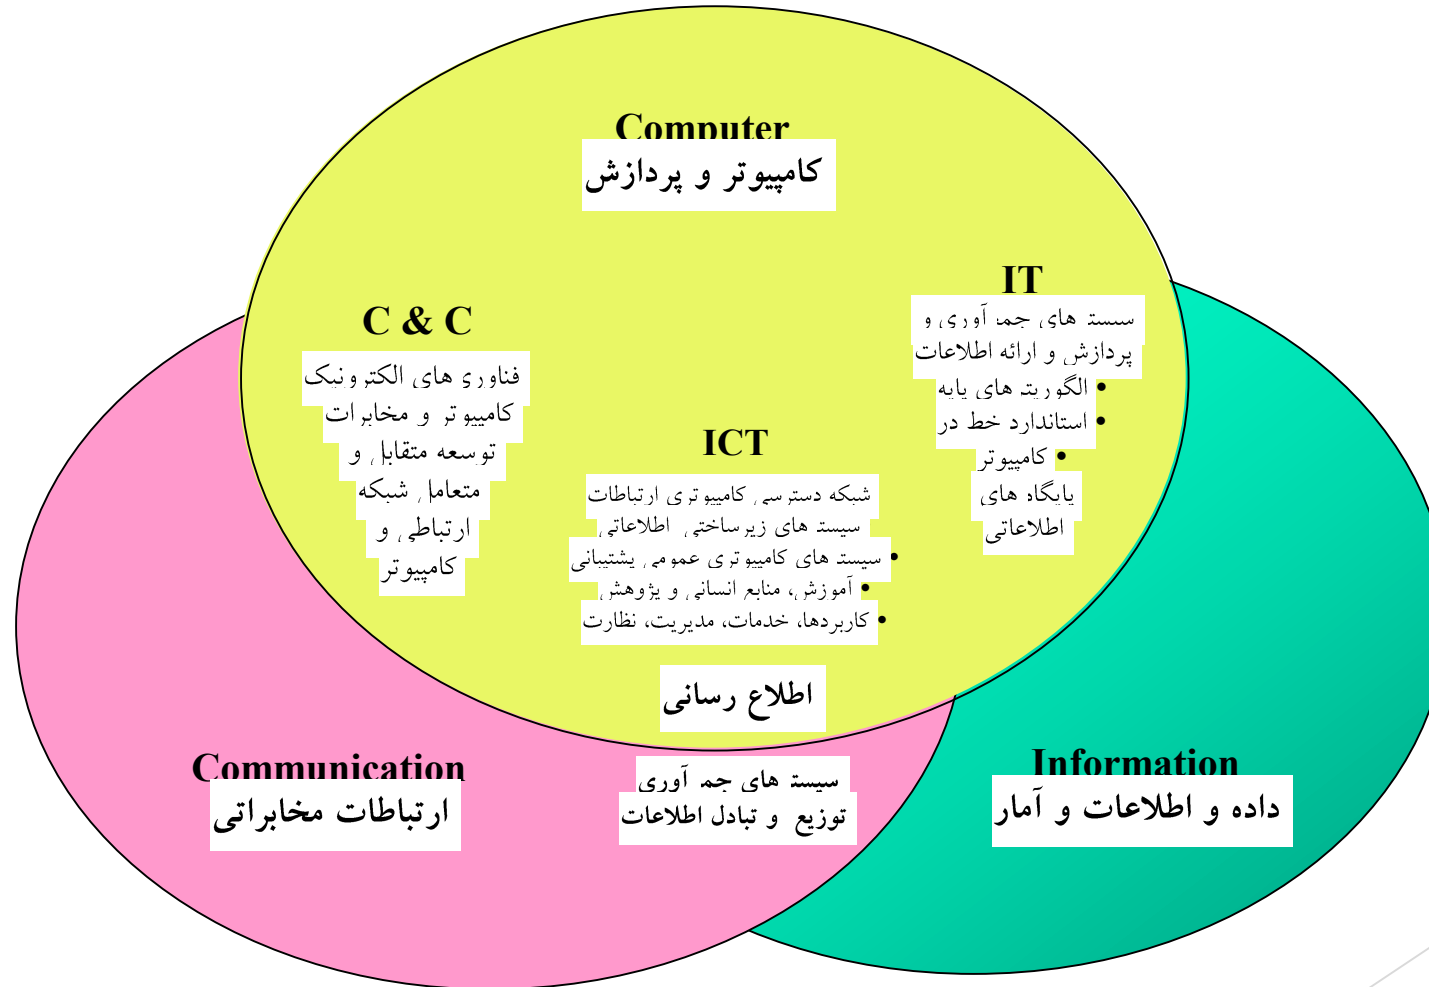 Computer
کامپیوتر و پردازش
IT
سیستم های جمع آوری و
پردازش و ارائه اطلاعات
• الگوریتم های پایه
• استاندارد خط در
• کامپیوتر
پایگاه های
اطلاعاتی
C & C
فناوری های الکترونیک
کامپیوتر و مخابرات
توسعه متقابل و
متعامل شبکه
ارتباطی و
کامپیوتر
ICT
شبکه دسترسی کامپیوتری ارتباطات
سیستم های زیرساختی اطلاعاتی
• سیستم های کامپیوتری عمومی پشتیبانی
• آموزش، منابع انسانی و پژوهش
• کاربردها، خدمات، مدیریت، نظارت
اطلاع رسانی
سیستم های جمع آوری
توزیع و تبادل اطلاعات
Communication
ارتباطات مخابراتی
Information
داده و اطلاعات و آمار